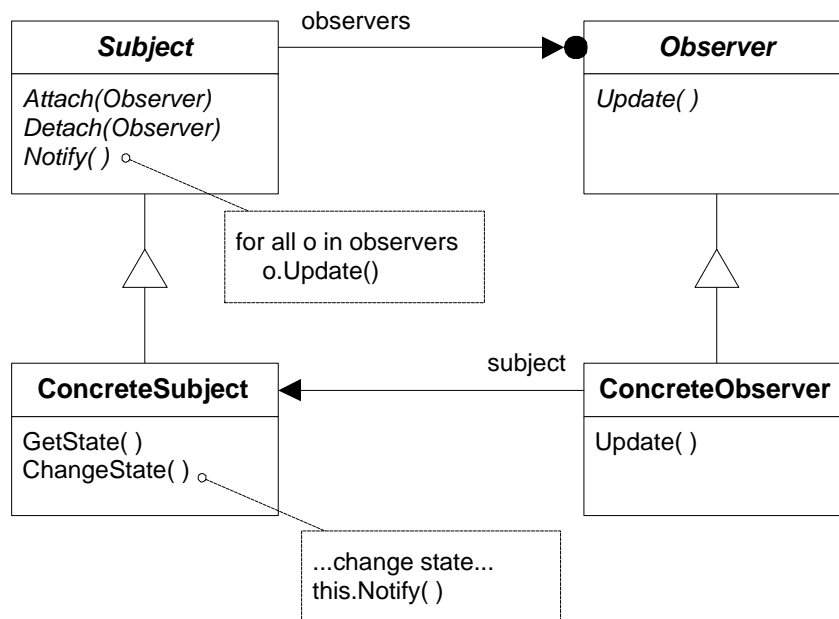 observers
Subject
Observer
Attach(Observer)
Detach(Observer)
Notify( )
Update( )
for all o in observers
o.Update()
subject
ConcreteSubject
ConcreteObserver
GetState( )
ChangeState( )
Update( )
...change state...
this.Notify( )